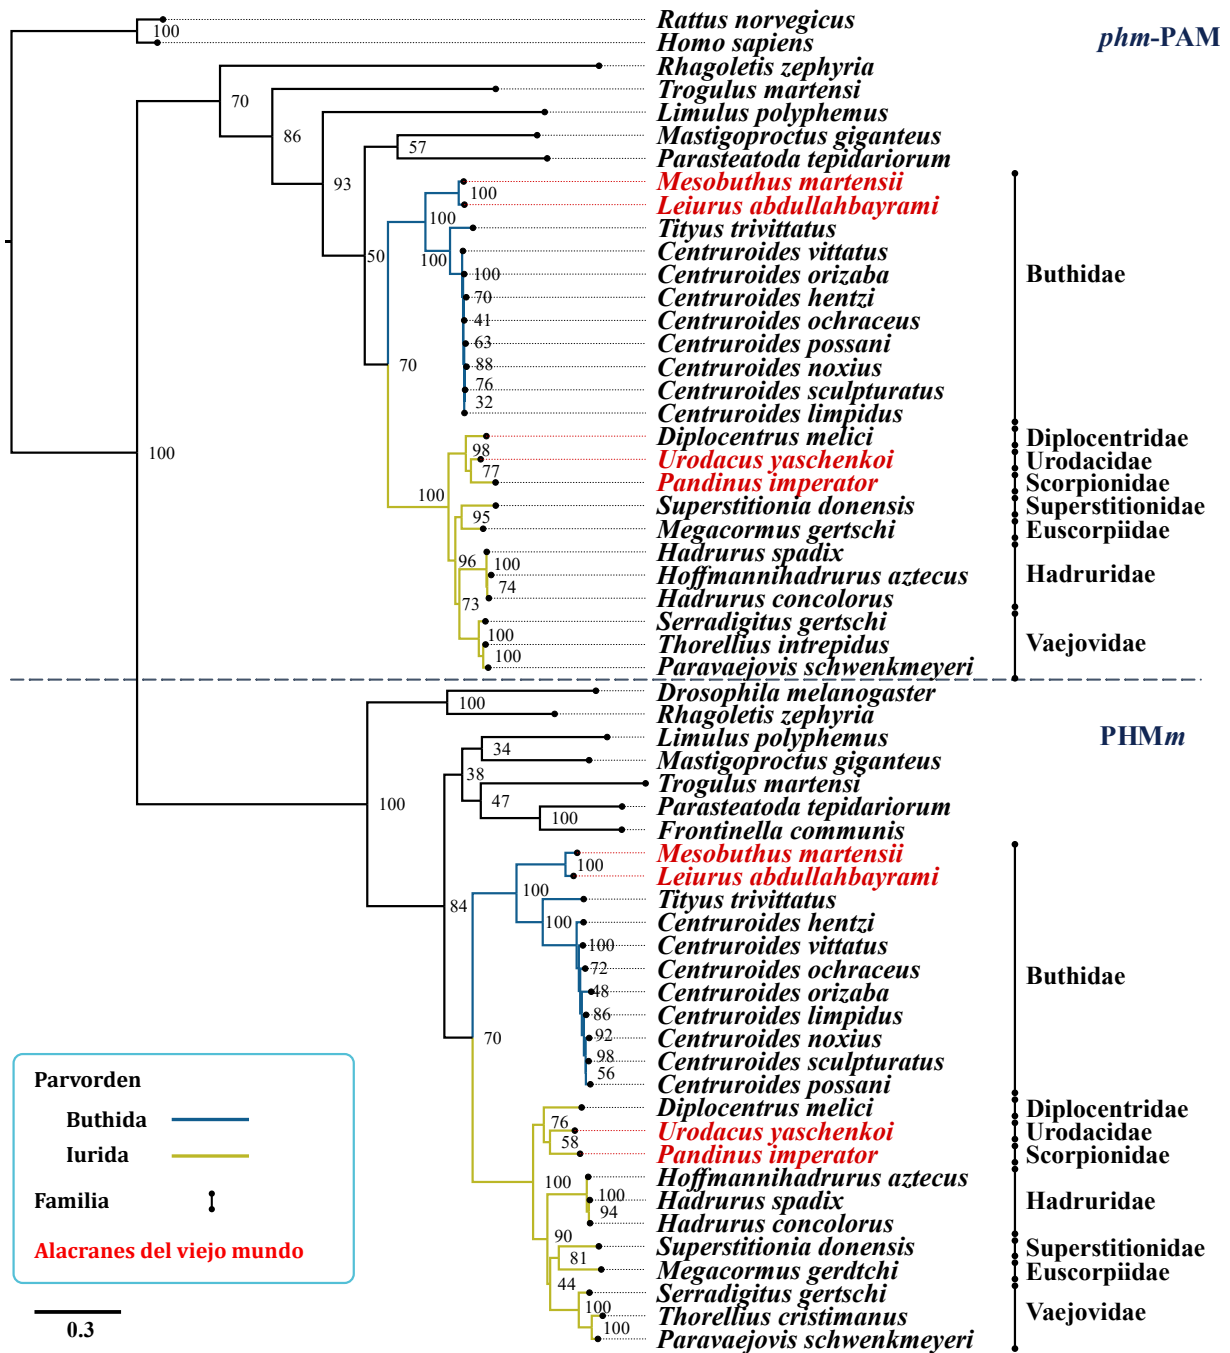 Rattus norvegicus
100
Homo sapiens
phm-PAM
Rhagoletis zephyria
70
Trogulus martensi
86
Limulus polyphemus
93
Mastigoproctus giganteus
57
Parasteatoda tepidariorum
50
Mesobuthus martensii
100
Leiurus abdullahbayrami
100
Tityus trivittatus
100
Centruroides vittatus
100
Centruroides orizaba
70
Centruroides hentzi
41
Centruroides ochraceus
63
Centruroides possani
88
Centruroides noxius
76
Centruroides sculpturatus
32
Centruroides limpidus
Buthidae
70
Diplocentrus melici
Diplocentridae
98
Urodacus yaschenkoi
Urodacidae
77
Pandinus imperator
Scorpionidae
100
Superstitionia donensis
Superstitionidae
95
Megacormus gertschi
Euscorpiidae
96
Hadrurus spadix
100
Hoffmannihadrurus aztecus
Hadruridae
74
Hadrurus concolorus
73
Serradigitus gertschi
100
Thorellius intrepidus
Vaejovidae
100
Paravaejovis schwenkmeyeri
100
Drosophila melanogaster
100
Rhagoletis zephyria
PHMm
Limulus polyphemus
34
Mastigoproctus giganteus
38
Trogulus martensi
47
Parasteatoda tepidariorum
100
Frontinella communis
100
84
Mesobuthus martensii
100
Leiurus abdullahbayrami
100
Tityus trivittatus
100
Centruroides hentzi
100
Centruroides vittatus
72
Centruroides ochraceus
48
Centruroides orizaba
86
Centruroides limpidus
92
Centruroides noxius
98
Centruroides sculpturatus
56
Centruroides possani
Buthidae
70
Diplocentrus melici
Diplocentridae
76
Urodacus yaschenkoi
Urodacidae
58
Pandinus imperator
Scorpionidae
100
Hoffmannihadrurus aztecus
100
Hadrurus spadix
Hadruridae
94
Hadrurus concolorus
90
Superstitionia donensis
Superstitionidae
81
Megacormus gerdtchi
Euscorpiidae
44
Serradigitus gertschi
100
Thorellius cristimanus
Vaejovidae
100
Paravaejovis schwenkmeyeri
Parvorden
Buthida
Iurida
Familia
Alacranes del viejo mundo
0.3